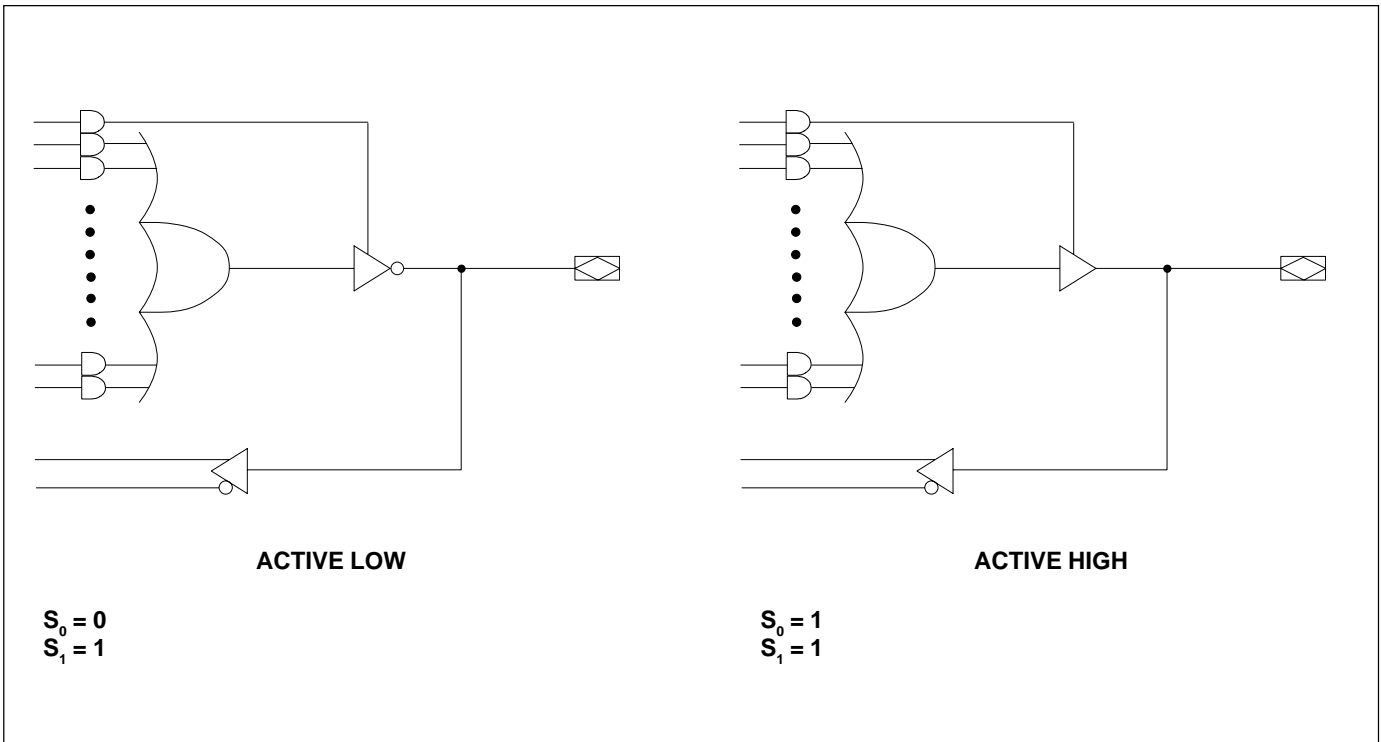 ACTIVE LOW
ACTIVE HIGH
S₀ = 0
S₁ = 1
S₀ = 1
S₁ = 1